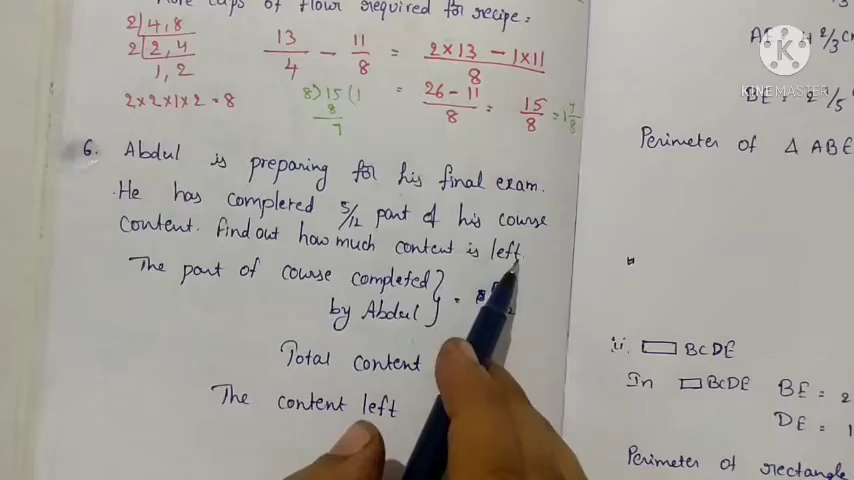 More cups of flour required for recipe:
2 | 4, 8
2 | 2, 4
1, 2
2×2×1×2 = 8
13/4 - 11/8 = (2×13 - 1×11)/8
= (26 - 11)/8 = 15/8 = 1 7/8
8) 15 (1
8
7
6. Abdul is preparing for his final exam.
He has completed 5/12 part of his course
content. Find out how much content is left.
The part of course completed
by Abdul } =
Total content
The content left
KINEMASTER
Perimeter of Δ ABE
ii. ▭ BCDE
In ▭ BCDE BE = 2
DE = 1
Perimeter of rectangle